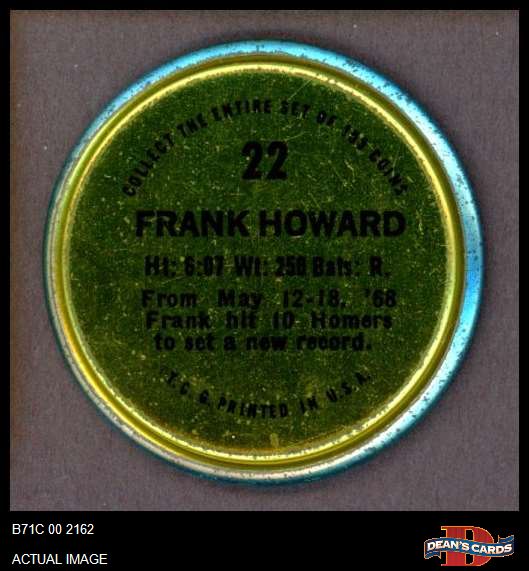 COLLECT THE ENTIRE SET OF 153 COINS
22
FRANK HOWARD
Ht: 6:07 Wt: 250 Bats: R.
From May 12-18, '68
Frank hit 10 Homers
to set a new record.
T. C. G. PRINTED IN U.S.A.
B71C 00 2162
ACTUAL IMAGE
D
DEAN'S CARDS